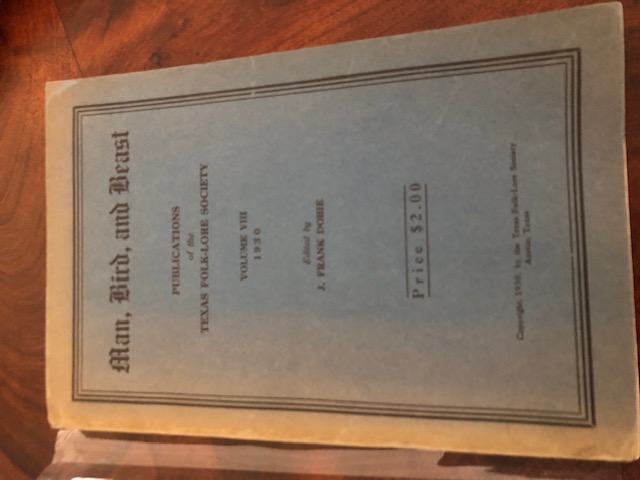 Man, Bird, and Beast
PUBLICATIONS
of the
TEXAS FOLK-LORE SOCIETY
VOLUME VIII
1930
Edited by
J. FRANK DOBIE
Price $2.00
Copyright, 1930, by the Texas Folk-Lore Society
Austin, Texas